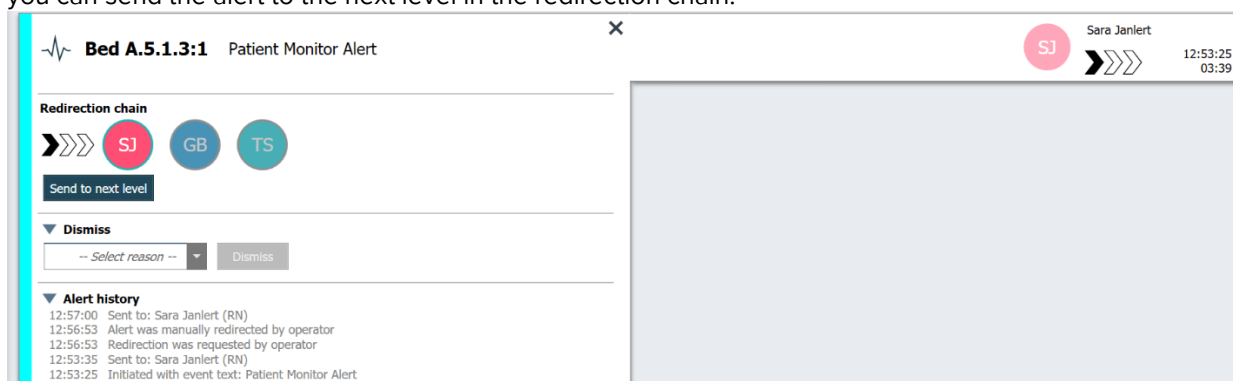 you can send the alert to the next level in the redirection chain.
Bed A.5.1.3:1 Patient Monitor Alert
Sara Janlert
SJ
12:53:25
03:39
Redirection chain
SJ GB TS
Send to next level
Dismiss
-- Select reason -- Dismiss
Alert history
12:57:00 Sent to: Sara Janlert (RN)
12:56:53 Alert was manually redirected by operator
12:56:53 Redirection was requested by operator
12:53:35 Sent to: Sara Janlert (RN)
12:53:25 Initiated with event text: Patient Monitor Alert